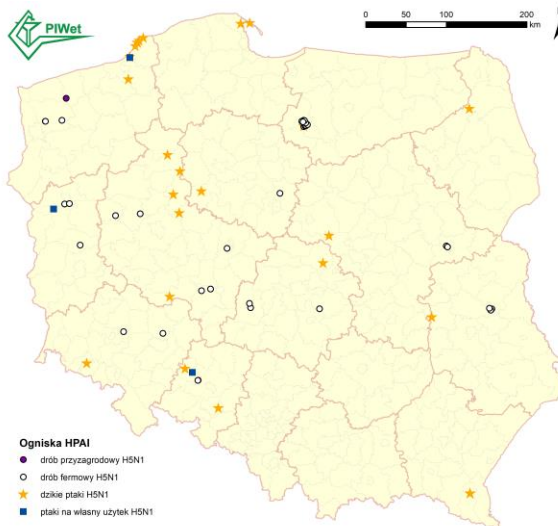 PIWet
0 50 100 200
km
Ogniska HPAI
drób przyzagrodowy H5N1
drób fermowy H5N1
dzikie ptaki H5N1
ptaki na własny użytek H5N1